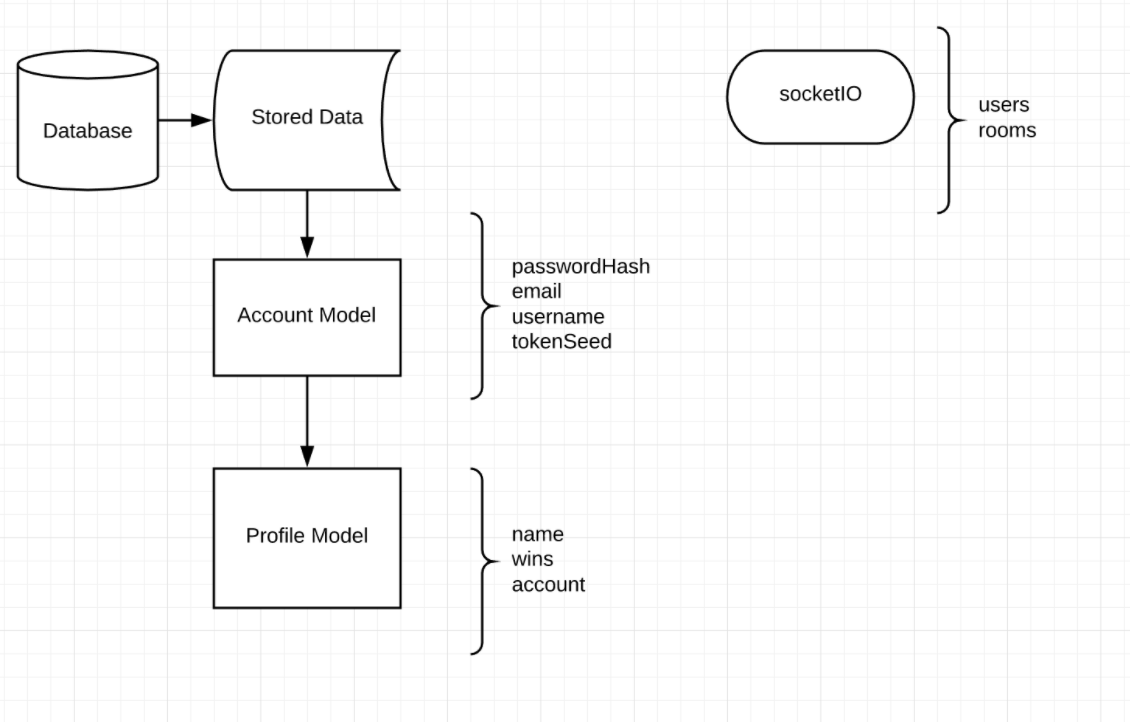 Database
Stored Data
socketIO
users
rooms
Account Model
passwordHash
email
username
tokenSeed
Profile Model
name
wins
account